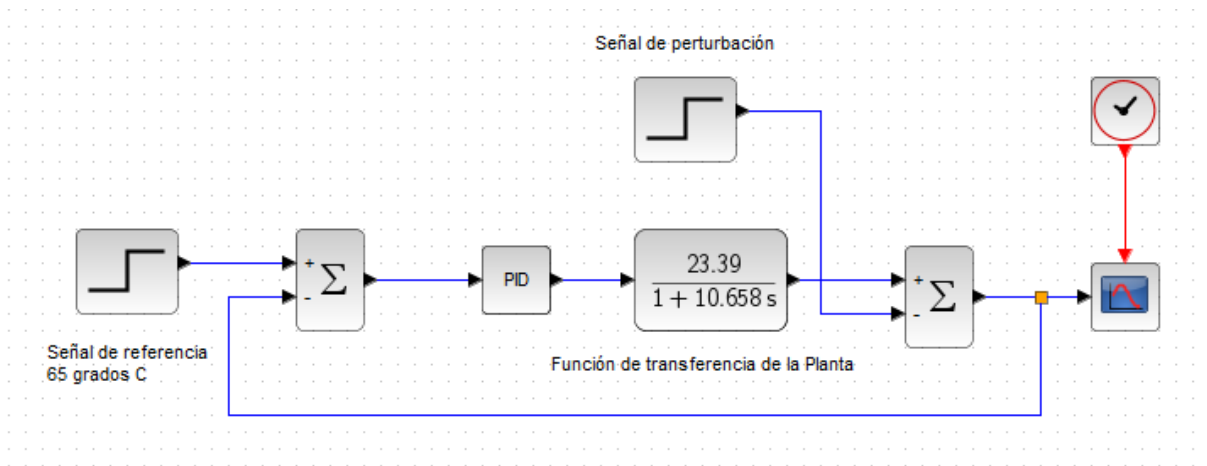 Señal de perturbación
+
-
Σ
PID
23.39
1 + 10.658 s
+
-
Σ
Señal de referencia
65 grados C
Función de transferencia de la Planta